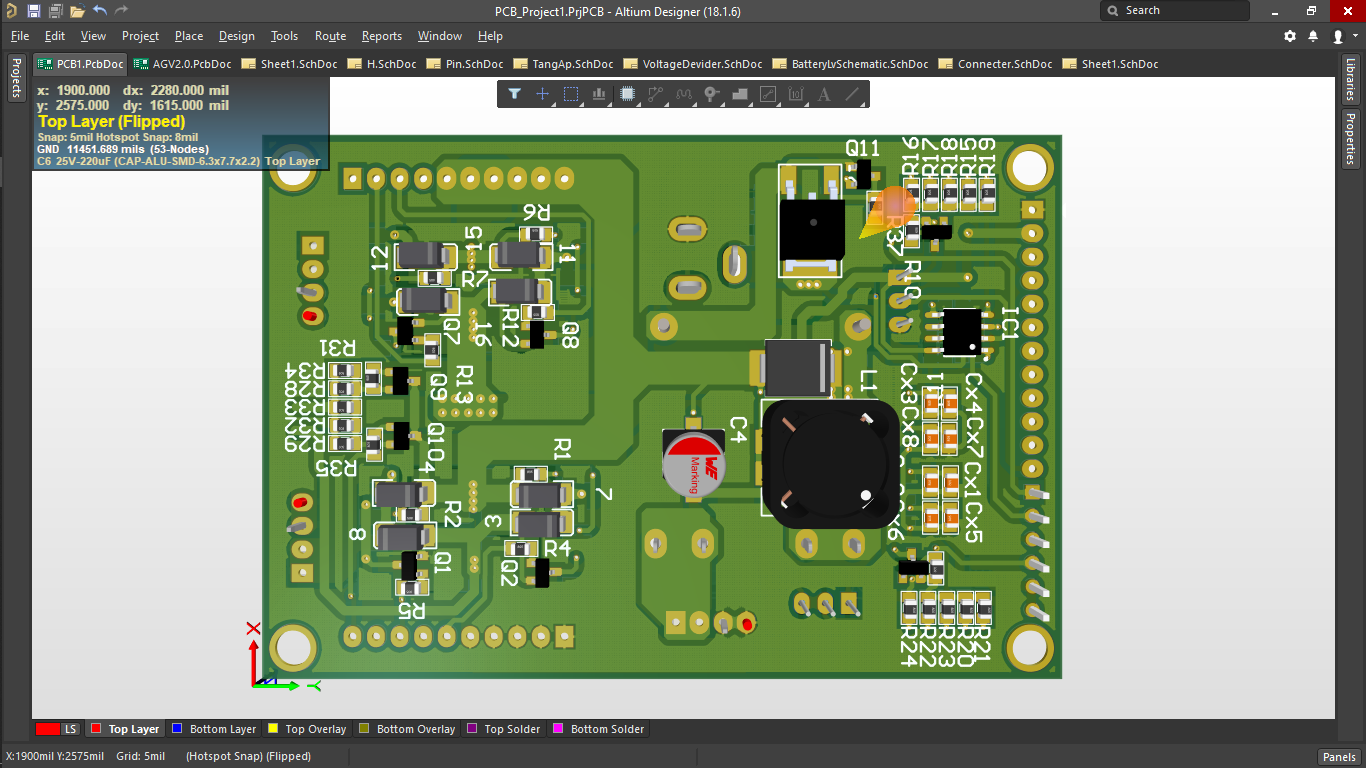 PCB_Project1.PrjPCB - Altium Designer (18.1.6)
Search
File Edit View Project Place Design Tools Route Reports Window Help
Projects
PCB1.PcbDoc AGV2.0.PcbDoc Sheet1.SchDoc H.SchDoc Pin.SchDoc TangAp.SchDoc VoltageDevider.SchDoc BatteryLvSchematic.SchDoc Connecter.SchDoc Sheet1.SchDoc
Libraries
Properties
x: 1900.000 dx: 2280.000 mil
y: 2575.000 dy: 1615.000 mil
Top Layer (Flipped)
Snap: 5mil Hotspot Snap: 8mil
GND 11451.689 mils (53-Nodes)
C6 25V-220uF (CAP-ALU-SMD-6.3x7.7x2.2) Top Layer
Q11
R16
R17
R18
R15
R16
R37
R10
IC1
R9
15
11
12
R7
Q7
16
R12
Q8
R31
R34
R28
R33
R32
R29
R35
Q9
R13
Q10
4
R1
7
R2
3
8
Q1
R4
Q2
R5
C4
WE
Marking
L1
Cx3
Cx8
Cx4
Cx7
Cx1
Cx5
R24
R22
R23
R20
R21
X
Y
LS Top Layer Bottom Layer Top Overlay Bottom Overlay Top Solder Bottom Solder
X:1900mil Y:2575mil Grid: 5mil (Hotspot Snap) (Flipped)
Panels